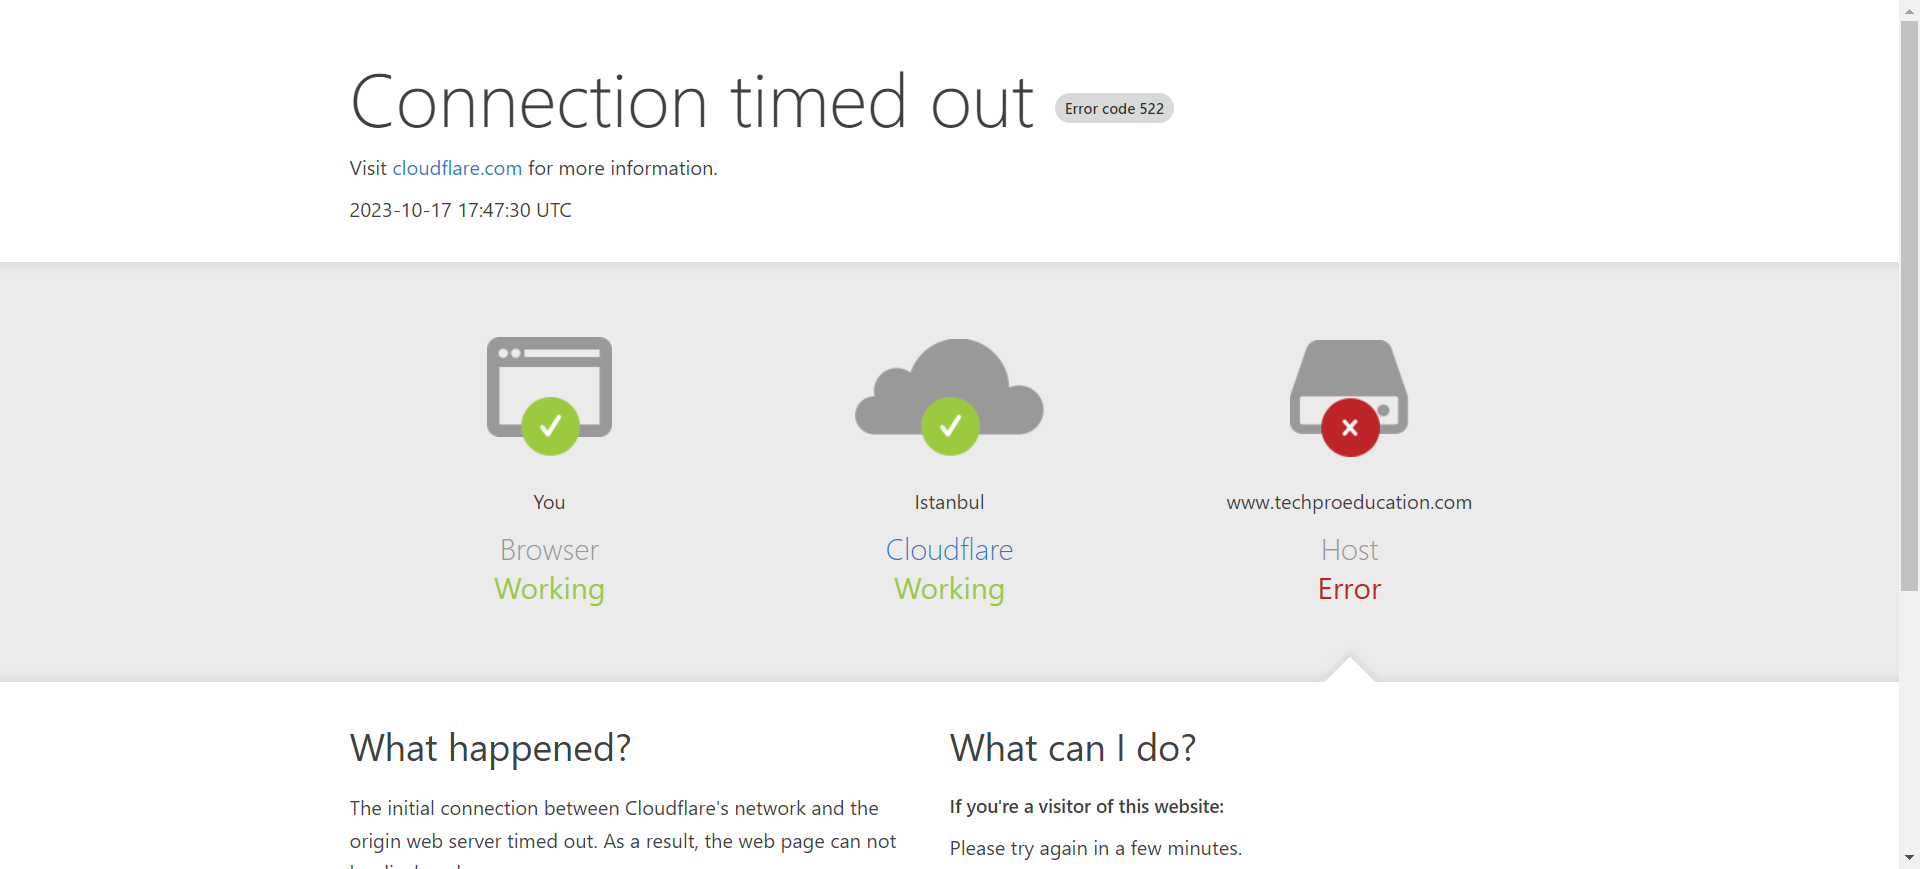 Connection timed out Error code 522
Visit cloudflare.com for more information.
2023-10-17 17:47:30 UTC
You
Browser
Working
Istanbul
Cloudflare
Working
www.techproeducation.com
Host
Error
What happened?
The initial connection between Cloudflare's network and the
origin web server timed out. As a result, the web page can not
What can I do?
If you're a visitor of this website:
Please try again in a few minutes.